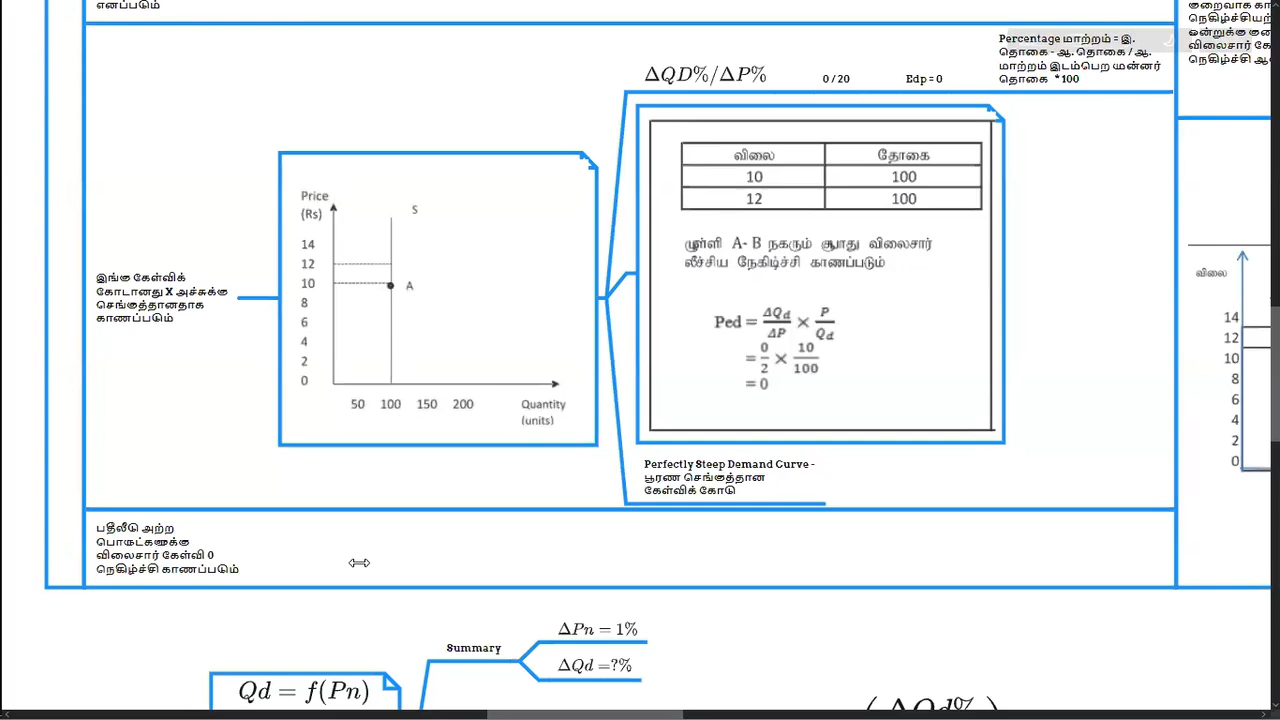 எனப்படும்
குறைவாக கா
நெகிழ்ச்சியற்
ஒன்றுக்கு குறை
விலைசார் கே
நெகிழ்ச்சி ஆ
Percentage மாற்றம் = இ.
தொகை - ஆ. தொகை / ஆ.
மாற்றம் இடம்பெற முன்னர்
தொகை *100
ΔQD%/ΔP% 0 / 20 Edp = 0
விலை தோகை
10 100
12 100
A- B நகரும் விலைசார்
காணப்படும்
Ped = ΔQd/ΔP × P/Qd
= 0/2 × 10/100
= 0
Price
(Rs)
S
14
12
10
A
8
6
4
2
0
50 100 150 200 Quantity
(units)
இங்கு கேள்விக்
கோடானது X அச்சுக்கு
செங்குத்தானதாக
காணப்படும்
Perfectly Steep Demand Curve -
பூரண செங்குத்தான
கேள்விக் கோடு
விலை
14
12
10
8
6
4
2
0
பதிலீடு அற்ற
பொருட்களுக்கு
விலைசார் கேள்வி 0
நெகிழ்ச்சி காணப்படும்
Summary
ΔPn = 1%
ΔQd =?%
Qd = f(Pn)
ΔQd%